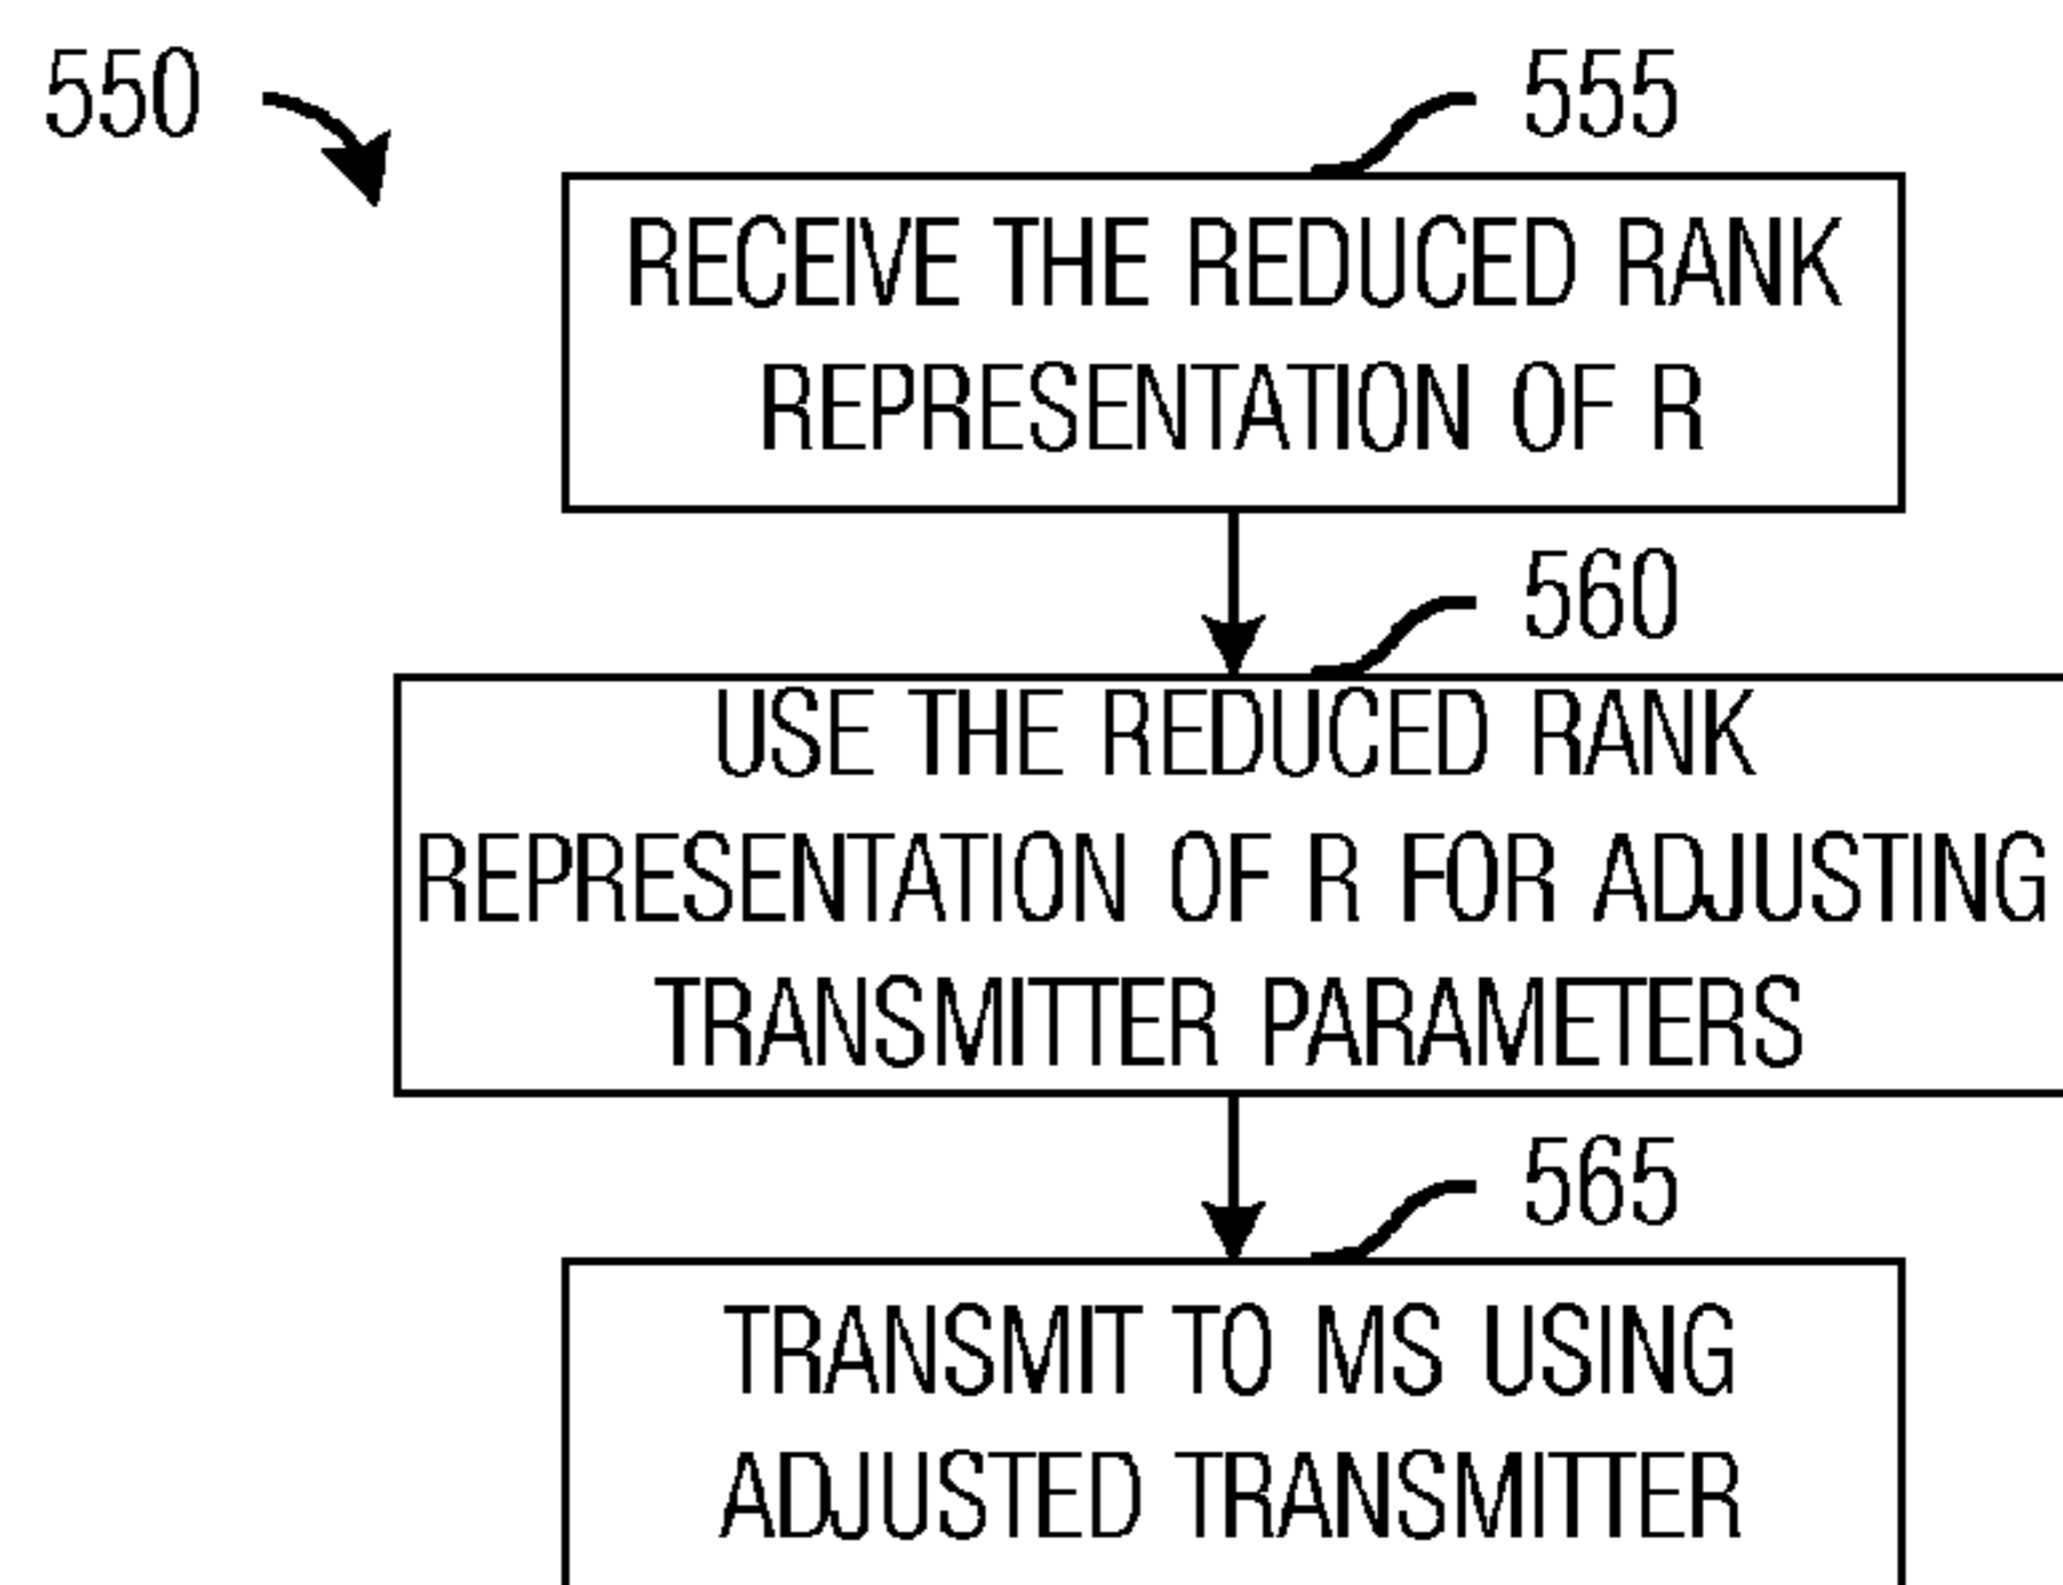 550
555
RECEIVE THE REDUCED RANK
REPRESENTATION OF R
560
USE THE REDUCED RANK
REPRESENTATION OF R FOR ADJUSTING
TRANSMITTER PARAMETERS
565
TRANSMIT TO MS USING
ADJUSTED TRANSMITTER